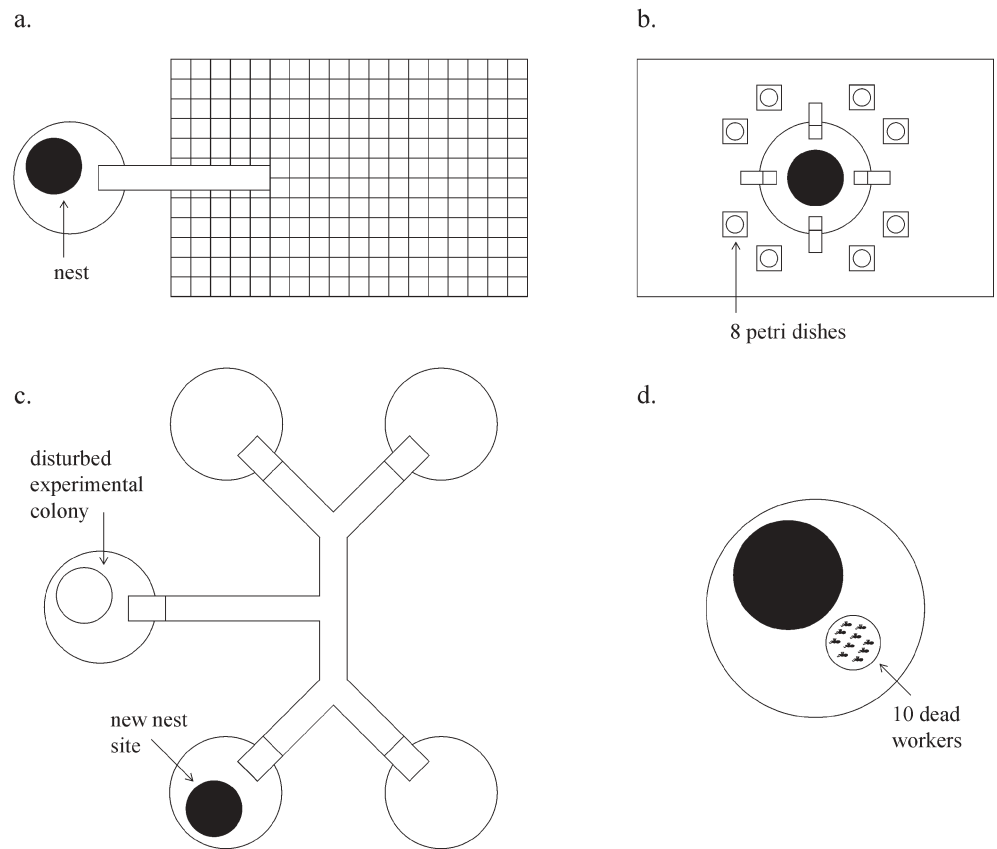 a.
b.
nest
8 petri dishes
c.
d.
disturbed
experimental
colony
new nest
site
10 dead
workers